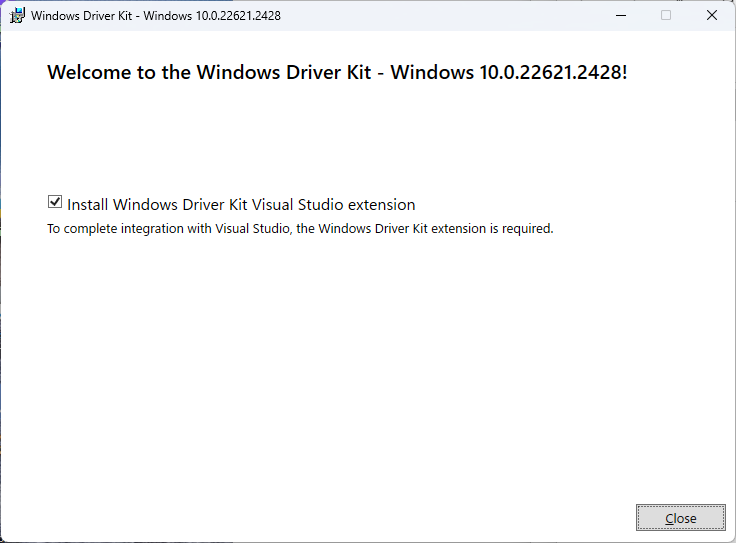 Windows Driver Kit - Windows 10.0.22621.2428
Welcome to the Windows Driver Kit - Windows 10.0.22621.2428!
Install Windows Driver Kit Visual Studio extension
To complete integration with Visual Studio, the Windows Driver Kit extension is required.
Close